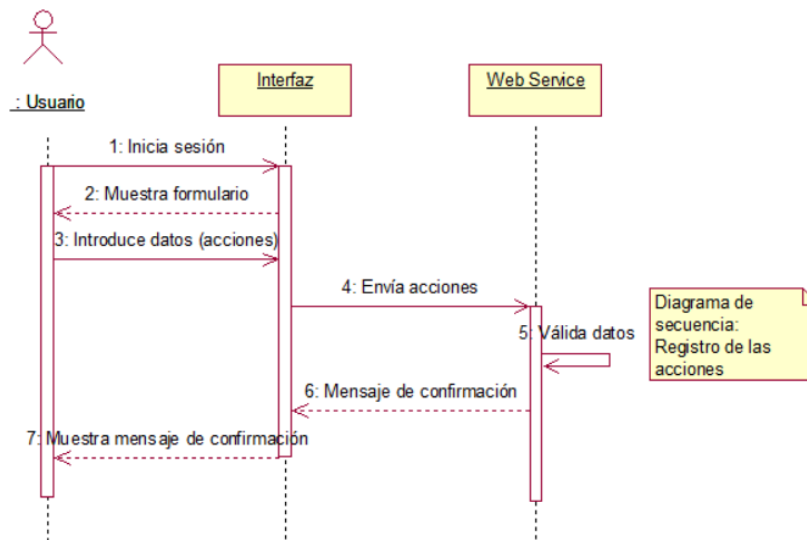 : Usuario
Interfaz
Web Service
1: Inicia sesión
2: Muestra formulario
3: Introduce datos (acciones)
4: Envía acciones
5: Válida datos
Diagrama de
secuencia:
Registro de las
acciones
6: Mensaje de confirmación
7: Muestra mensaje de confirmación